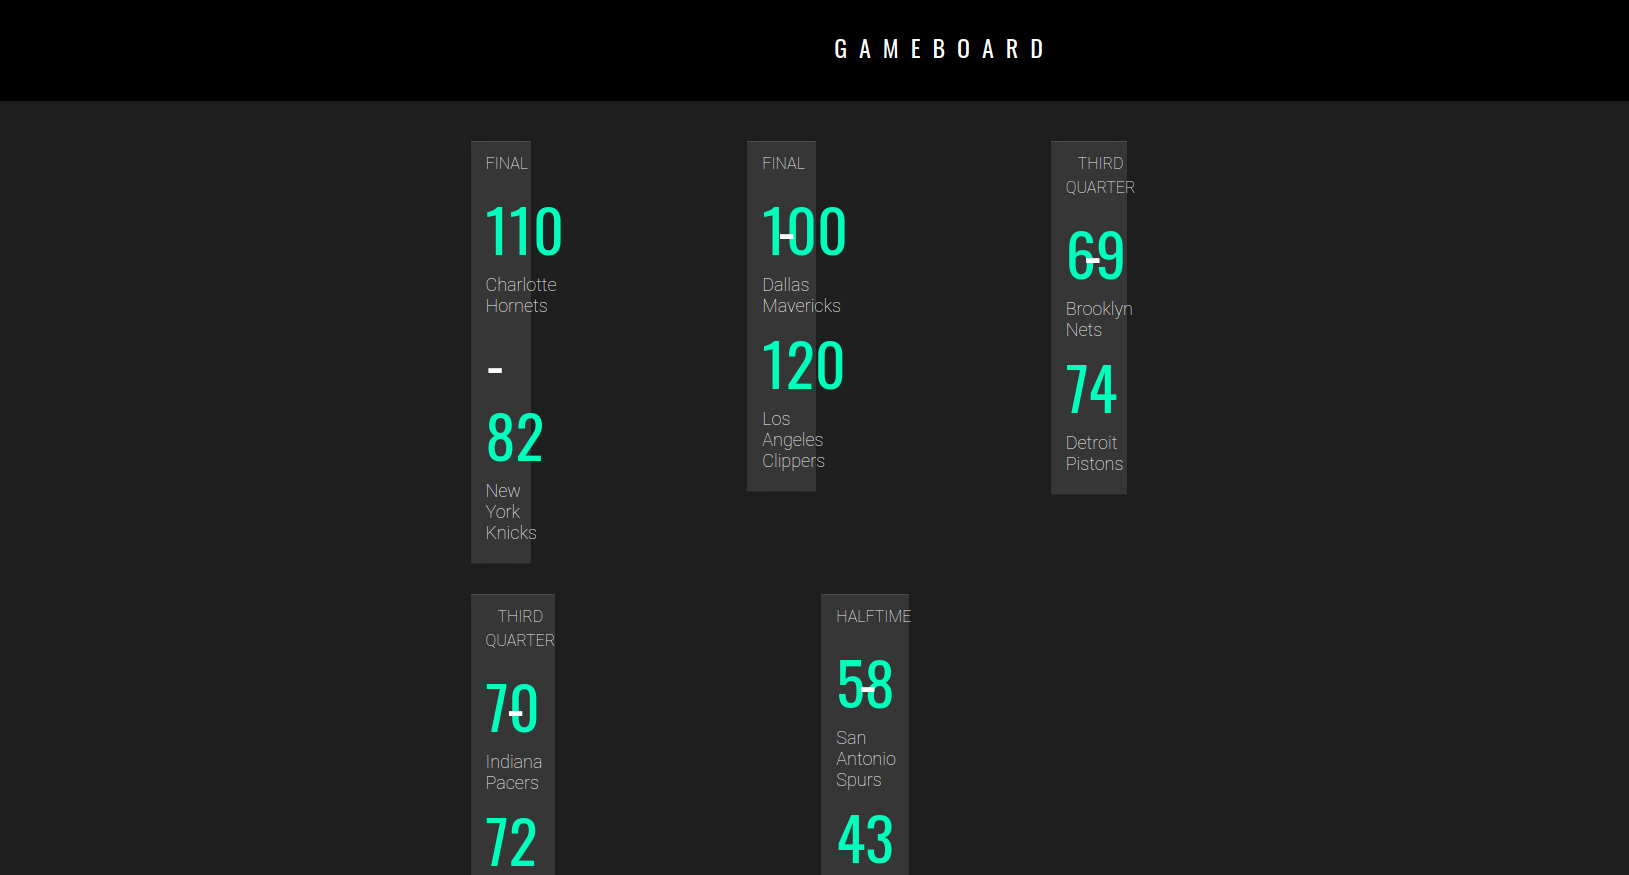 GAMEBOARD
FINAL
110
Charlotte
Hornets
-
82
New
York
Knicks
FINAL
100
-
Dallas
Mavericks
120
Los
Angeles
Clippers
THIRD
QUARTER
69
-
Brooklyn
Nets
74
Detroit
Pistons
THIRD
QUARTER
70
-
Indiana
Pacers
72
HALFTIME
58
-
San
Antonio
Spurs
43